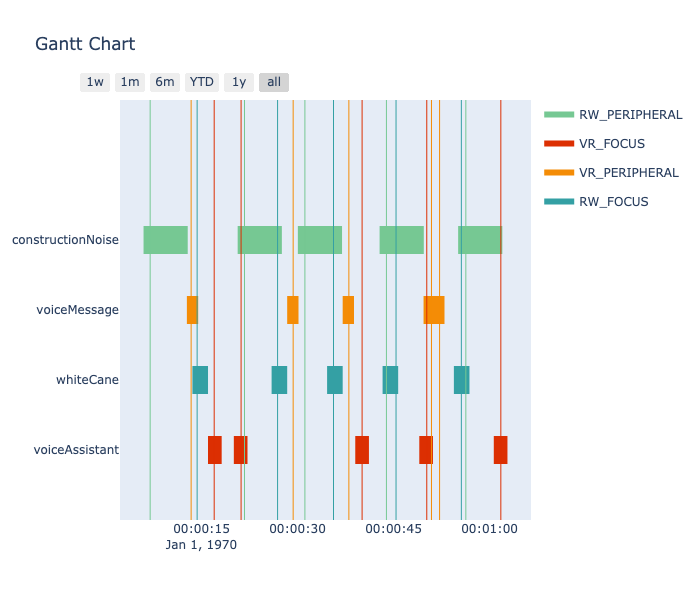 Gantt Chart
1w 1m 6m YTD 1y all
RW_PERIPHERAL
VR_FOCUS
VR_PERIPHERAL
RW_FOCUS
constructionNoise
voiceMessage
whiteCane
voiceAssistant
00:00:15 00:00:30 00:00:45 00:01:00
Jan 1, 1970